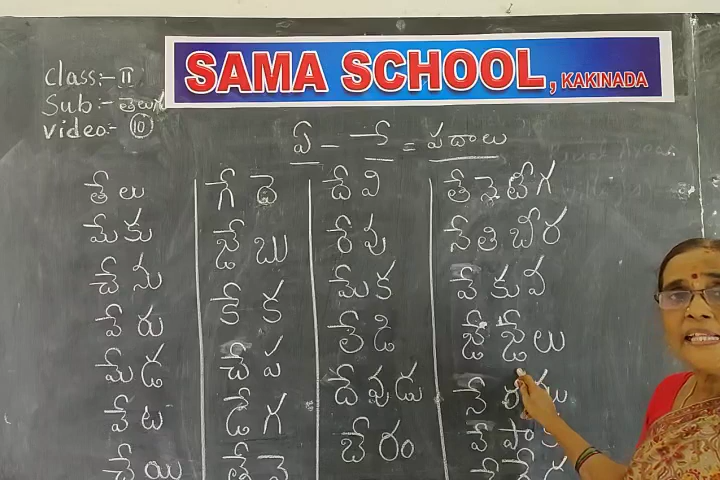 SAMA SCHOOL, KAKINADA
Class:- II
Sub:- తెలుగు
Video:- 10
ఏ - ే = పదాలు
తేలు గేదె దేవి తేనెటీగ
మేకు జేబు రేవు నేతిబీర
చేను కేక మేక వేకువ
వేరు చేప లేడి జేజేలు
మేడ డేగ దేవుడు
వేట బేరం
చేయి